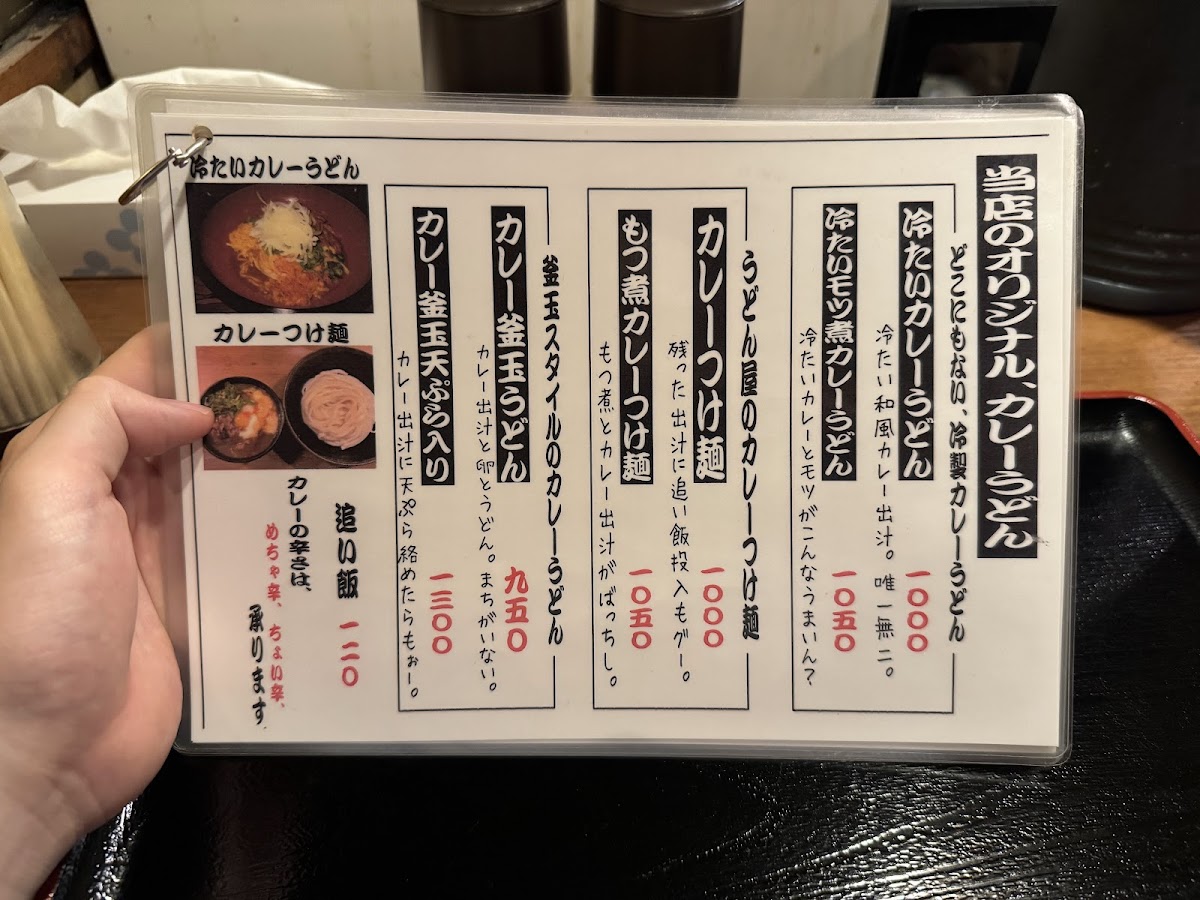 当店のオリジナル、カレーうどん
どこにもない、冷製カレーうどん
冷たいカレーうどん 一〇〇〇
冷たい和風カレー出汁。唯一無二。
冷たいモツ煮カレーうどん 一〇五〇
冷たいカレーとモツがこんなうまいん?
うどん屋のカレーつけ麺
カレーつけ麺 一〇〇〇
残った出汁に追い飯投入もグー。
もつ煮カレーつけ麺 一〇五〇
もつ煮とカレー出汁がばっちし。
釜玉スタイルのカレーうどん
カレー釜玉うどん 九五〇
カレー出汁と卵とうどん。まちがいない。
カレー釜玉天ぷら入り 一三〇〇
カレー出汁に天ぷら絡めたらもぉー。
冷たいカレーうどん
カレーつけ麺
追い飯 一二〇
カレーの辛さは、
めちゃ辛、ちょい辛、
承ります